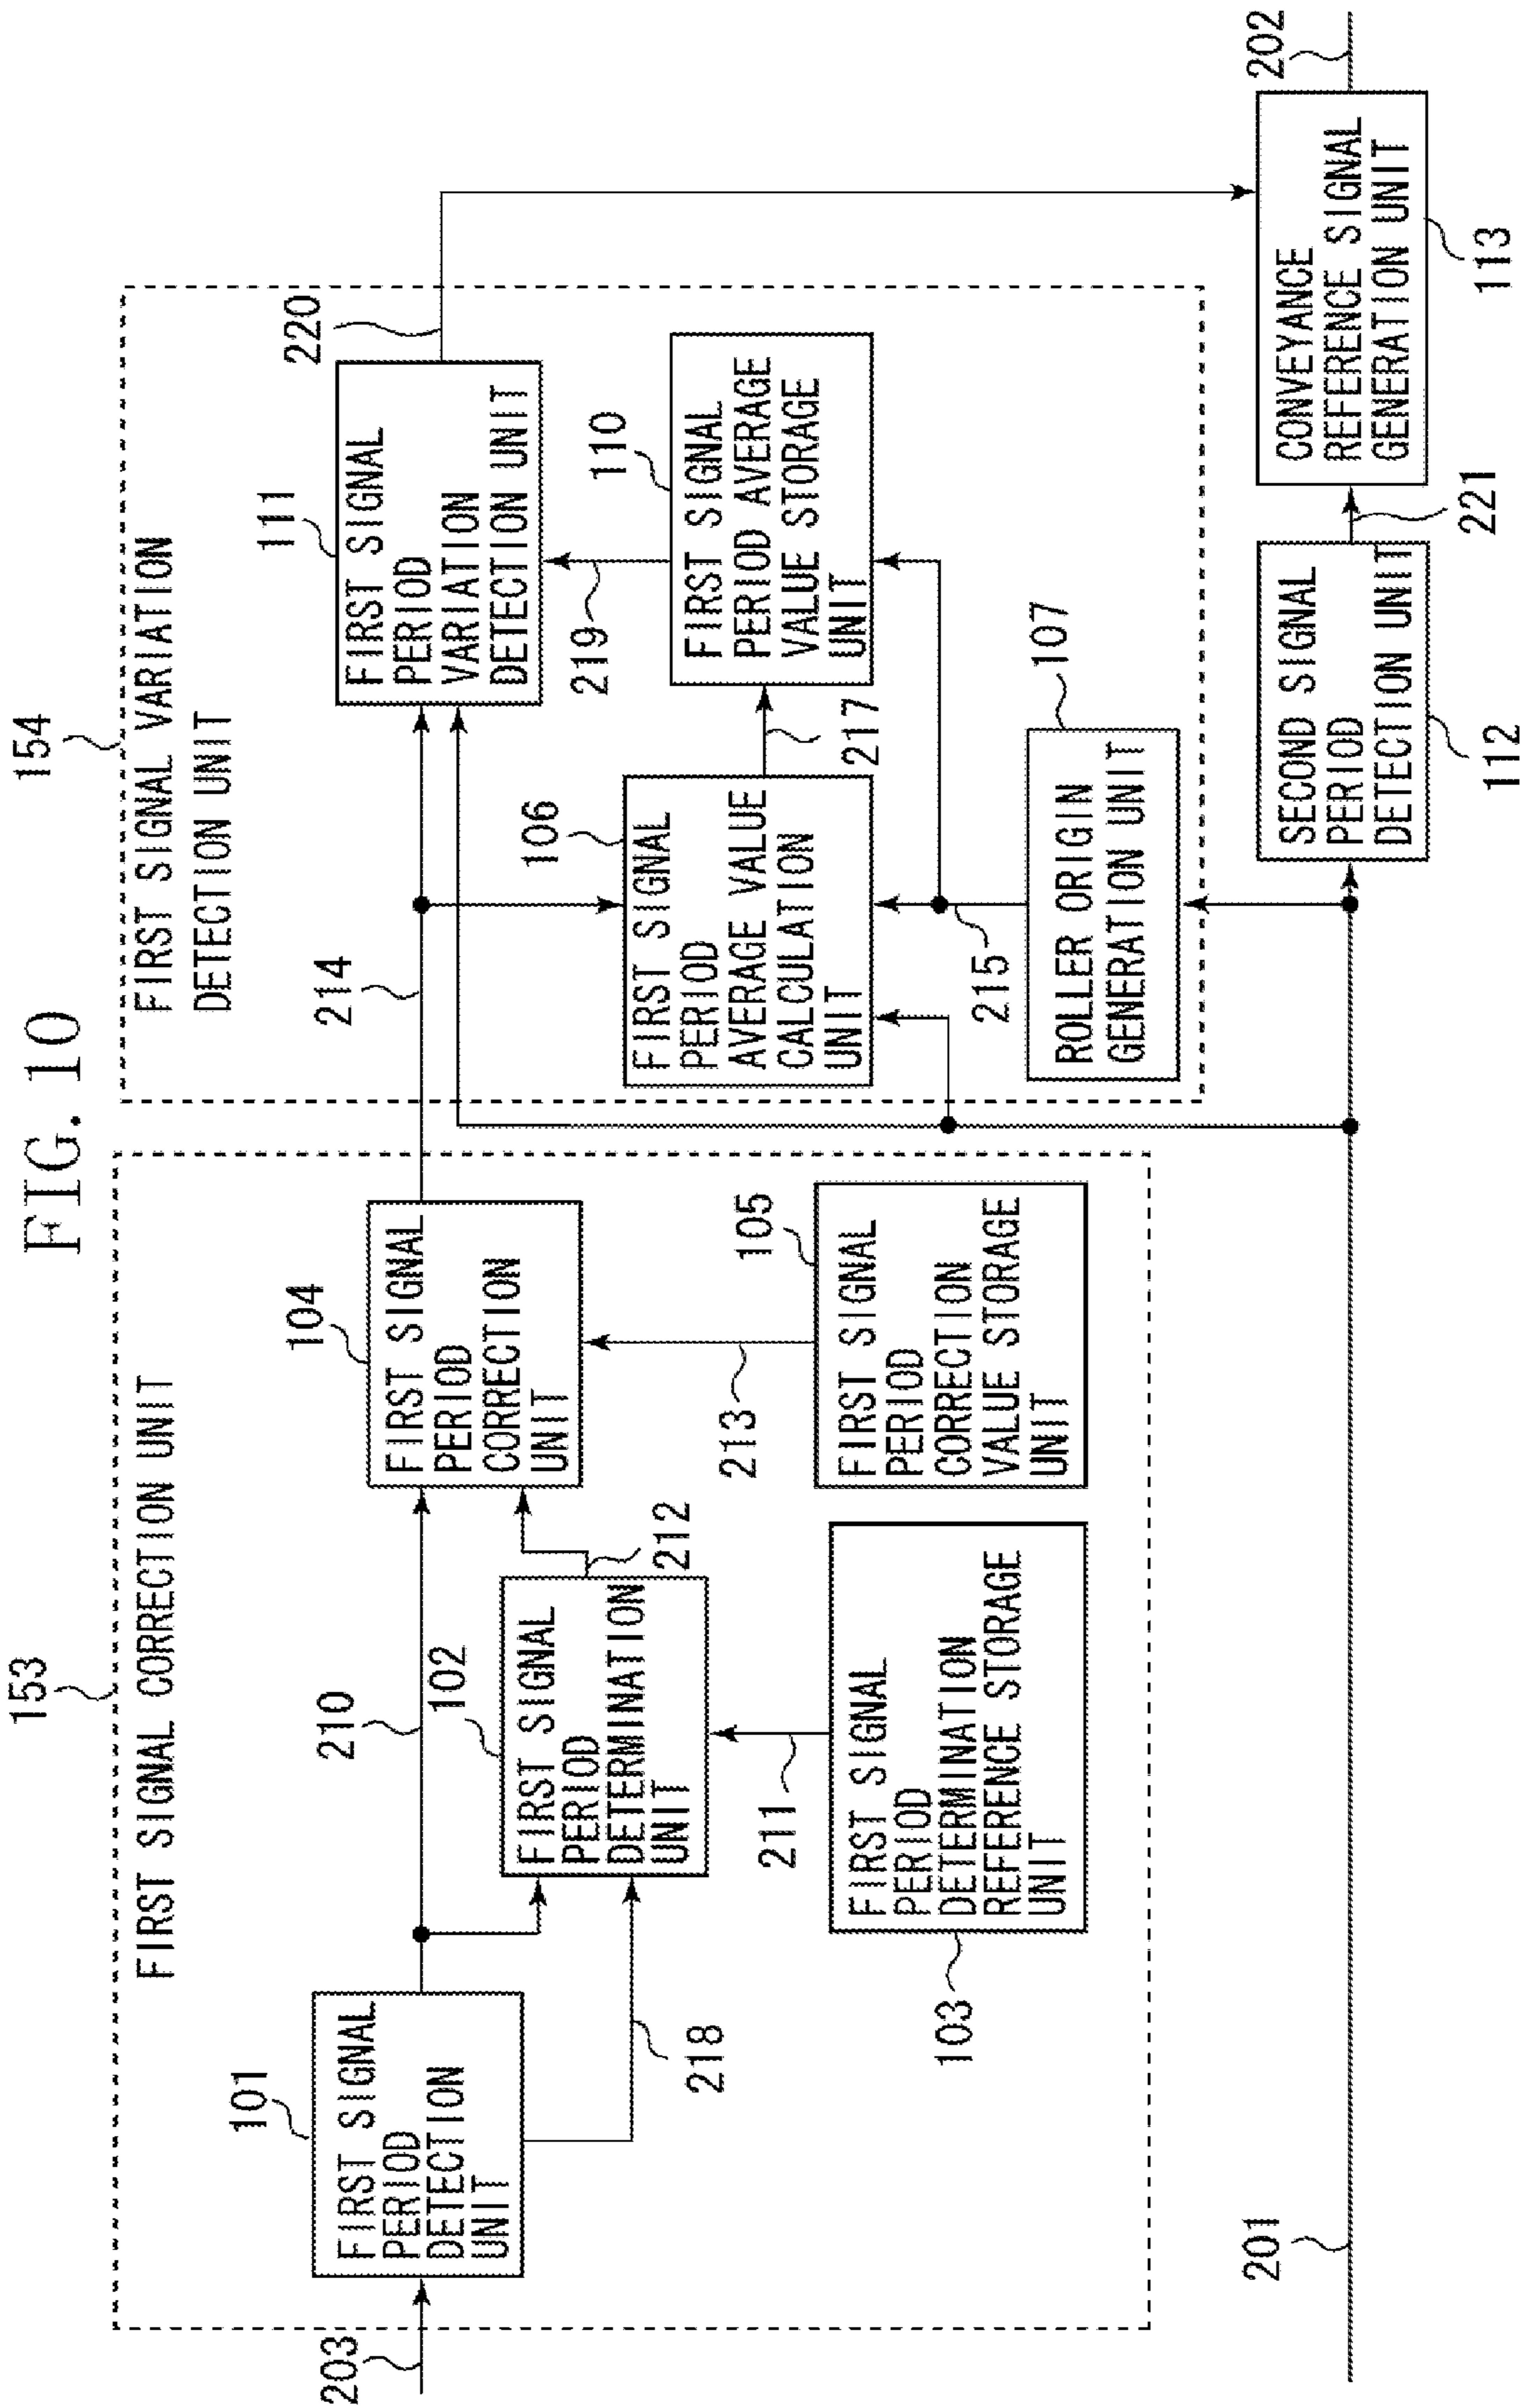 FIG. 10
153
FIRST SIGNAL CORRECTION UNIT
154
FIRST SIGNAL VARIATION
DETECTION UNIT
203
101
FIRST SIGNAL
PERIOD
DETECTION
UNIT
210
218
102
FIRST SIGNAL
PERIOD
DETERMINATION
UNIT
211
212
103
FIRST SIGNAL
PERIOD
DETERMINATION
REFERENCE STORAGE
UNIT
104
FIRST SIGNAL
PERIOD
CORRECTION
UNIT
213
105
FIRST SIGNAL
PERIOD
CORRECTION
VALUE STORAGE
UNIT
214
111
FIRST SIGNAL
PERIOD
VARIATION
DETECTION UNIT
220
106
FIRST SIGNAL
PERIOD
AVERAGE VALUE
CALCULATION
UNIT
217
219
110
FIRST SIGNAL
PERIOD AVERAGE
VALUE STORAGE
UNIT
215
107
ROLLER ORIGIN
GENERATION UNIT
201
SECOND SIGNAL
PERIOD
DETECTION UNIT
112
221
CONVEYANCE
REFERENCE SIGNAL
GENERATION UNIT
113
202